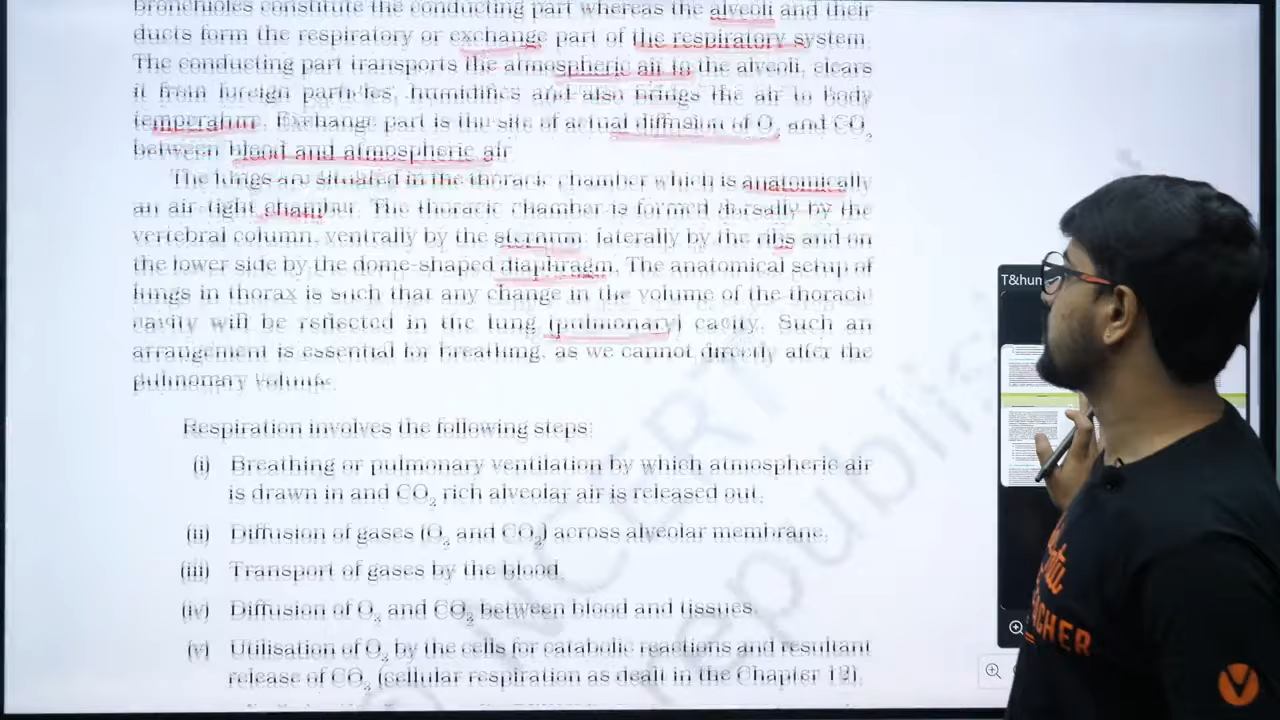 bronchioles constitute the conducting part whereas the alveoli and their
ducts form the respiratory or exchange part of the respiratory system.
The conducting part transports the atmospheric air to the alveoli, clears
it from foreign particles, humidifies and also brings the air to body
temperature. Exchange part is the site of actual diffusion of O2 and CO2
between blood and atmospheric air
The lungs are situated in the thoracic chamber which is anatomically
an air-tight chamber. The thoracic chamber is formed dorsally by the
vertebral column, ventrally by the sternum, laterally by the ribs and on
the lower side by the dome-shaped diaphragm. The anatomical setup of
lungs in thorax is such that any change in the volume of the thoracic
cavity will be reflected in the lung (pulmonary) cavity. Such an
arrangement is essential for breathing, as we cannot directly alter the
pulmonary volume.
Respiration involves the following steps:
(i) Breathing or pulmonary ventilation by which atmospheric air
is drawn in and CO2 rich alveolar air is released out.
(ii) Diffusion of gases (O2 and CO2) across alveolar membrane.
(iii) Transport of gases by the blood.
(iv) Diffusion of O2 and CO2 between blood and tissues.
(v) Utilisation of O2 by the cells for catabolic reactions and resultant
release of CO2 (cellular respiration as dealt in the Chapter 12).
T&hum
republic